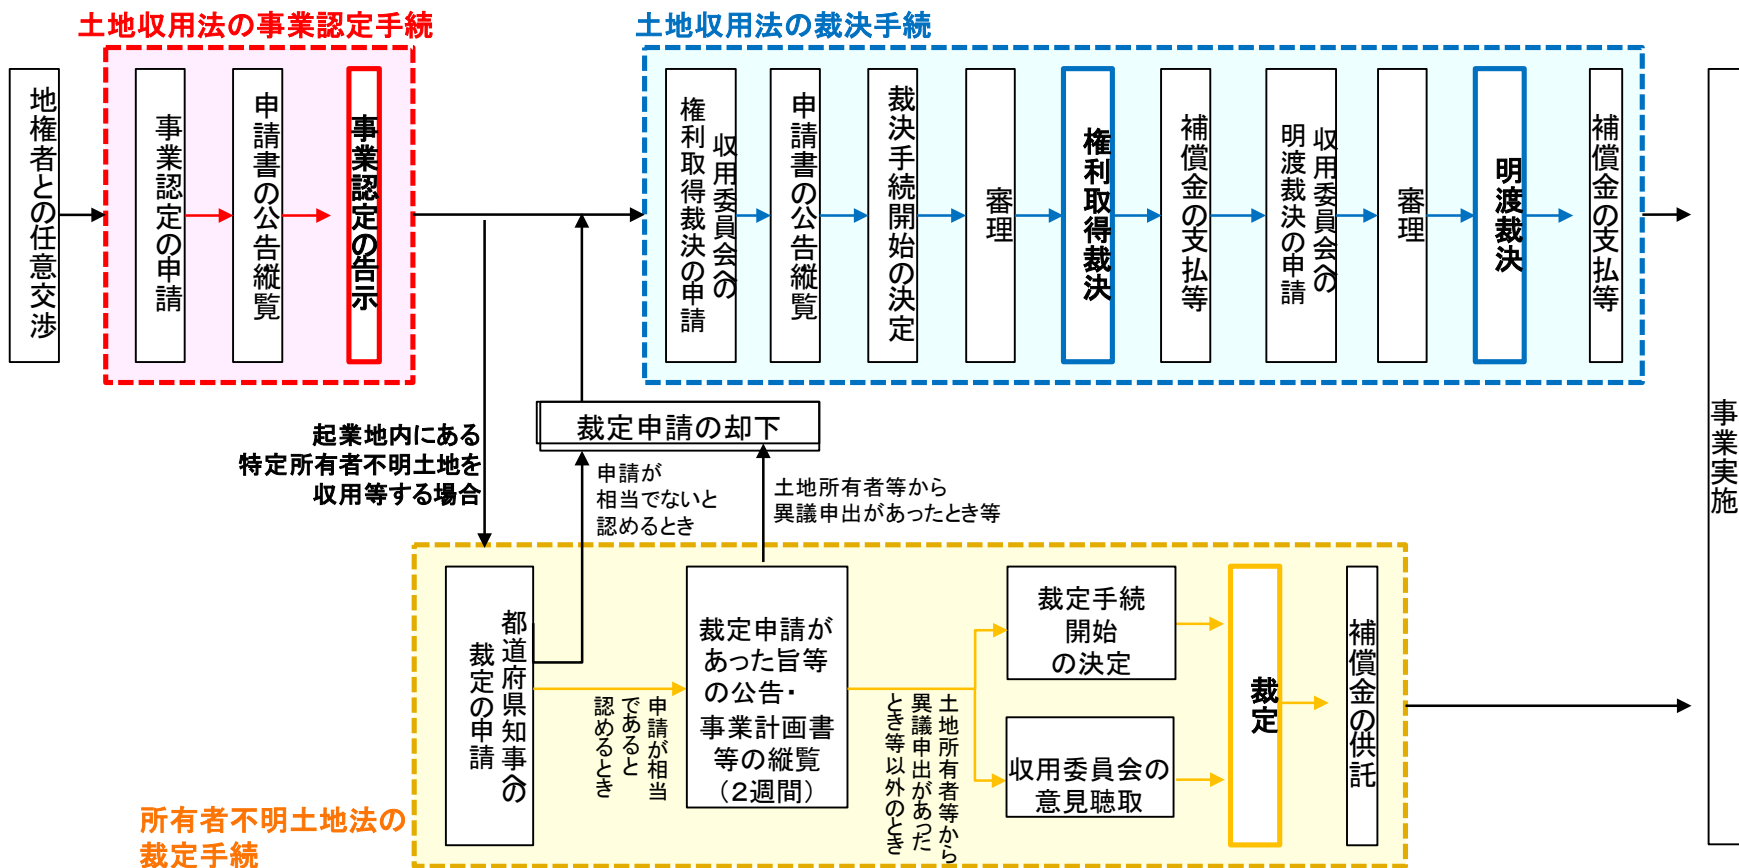 土地収用法の事業認定手続
土地収用法の裁決手続
地権者との任意交渉
事業認定の申請
申請書の公告縦覧
事業認定の告示
収用委員会への
権利取得裁決の申請
申請書の公告縦覧
裁決手続開始の決定
審理
権利取得裁決
補償金の支払等
収用委員会への
明渡裁決の申請
審理
明渡裁決
補償金の支払等
事業実施
起業地内にある
特定所有者不明土地を
収用等する場合
裁定申請の却下
申請が
相当でないと
認めるとき
土地所有者等から
異議申出があったとき等
都道府県知事への
裁定の申請
申請が相当
であると
認めるとき
裁定申請が
あった旨等
の公告・
事業計画書
等の縦覧
（2週間）
土地所有者等から
異議申出があった
とき等以外のとき
裁定手続
開始
の決定
収用委員会の
意見聴取
裁定
補償金の供託
所有者不明土地法の
裁定手続